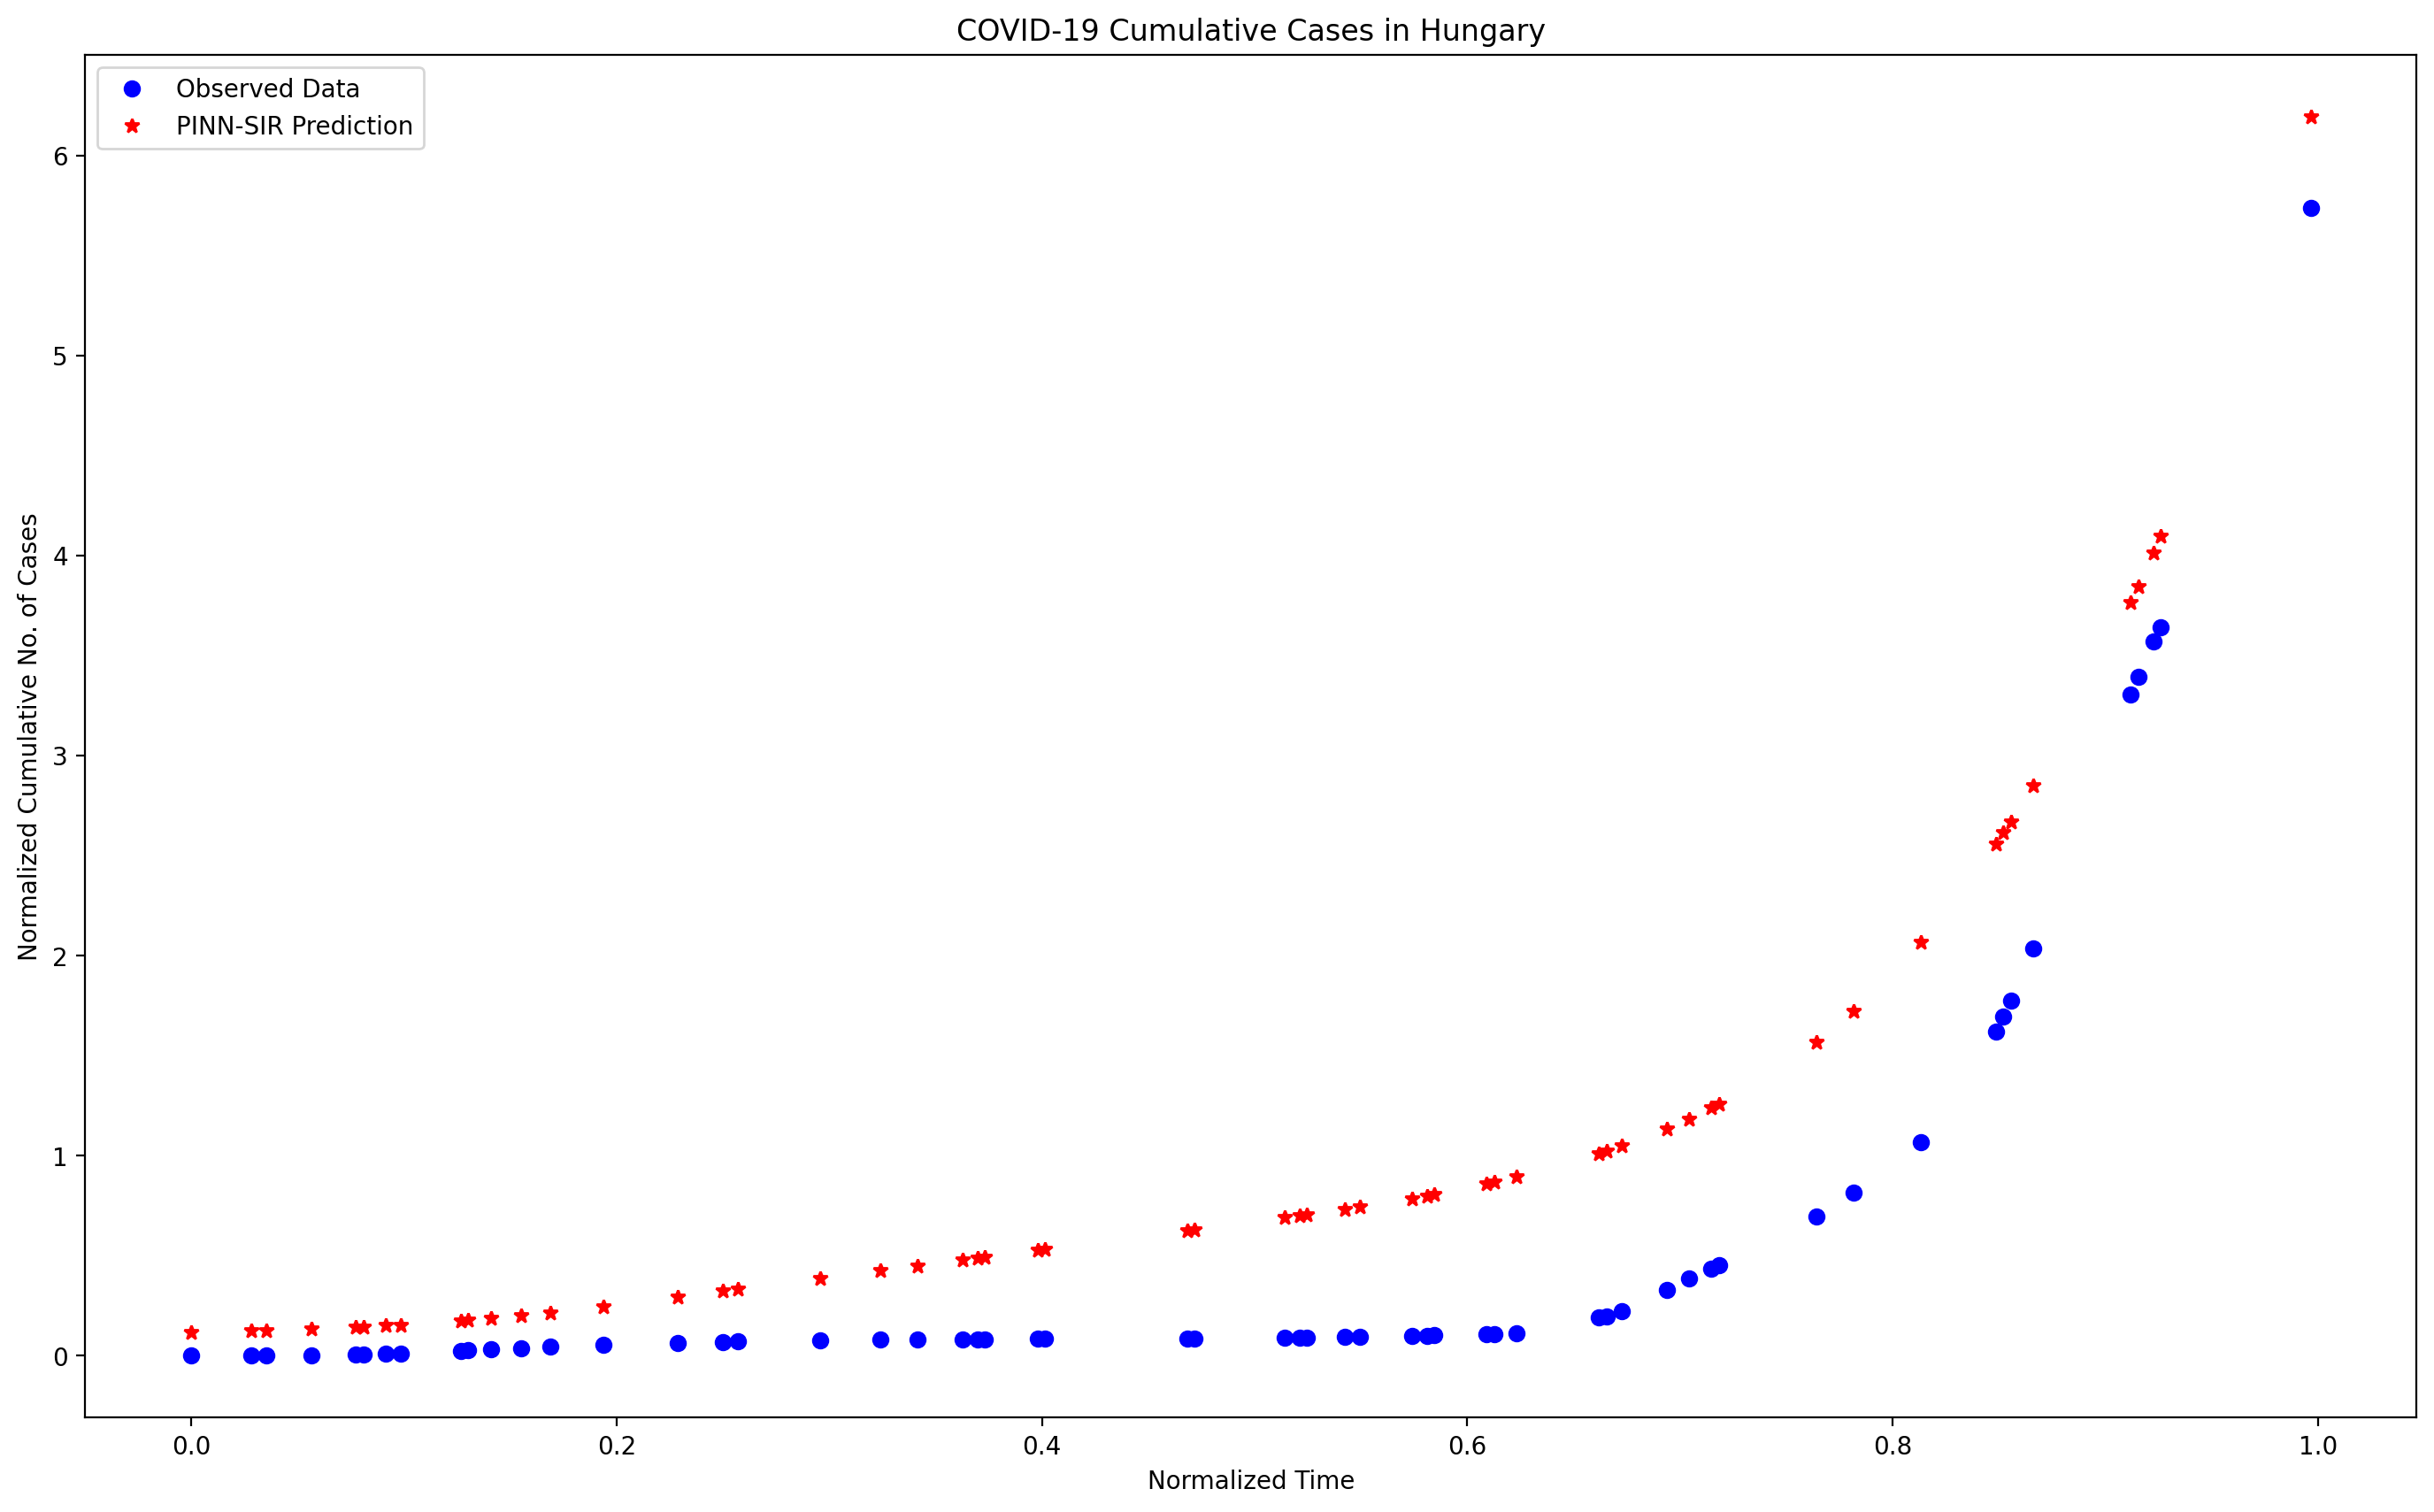 COVID-19 Cumulative Cases in Hungary
Observed Data
PINN-SIR Prediction
Normalized Cumulative No. of Cases
6
5
4
3
2
1
0
0.0 0.2 0.4 0.6 0.8 1.0
Normalized Time